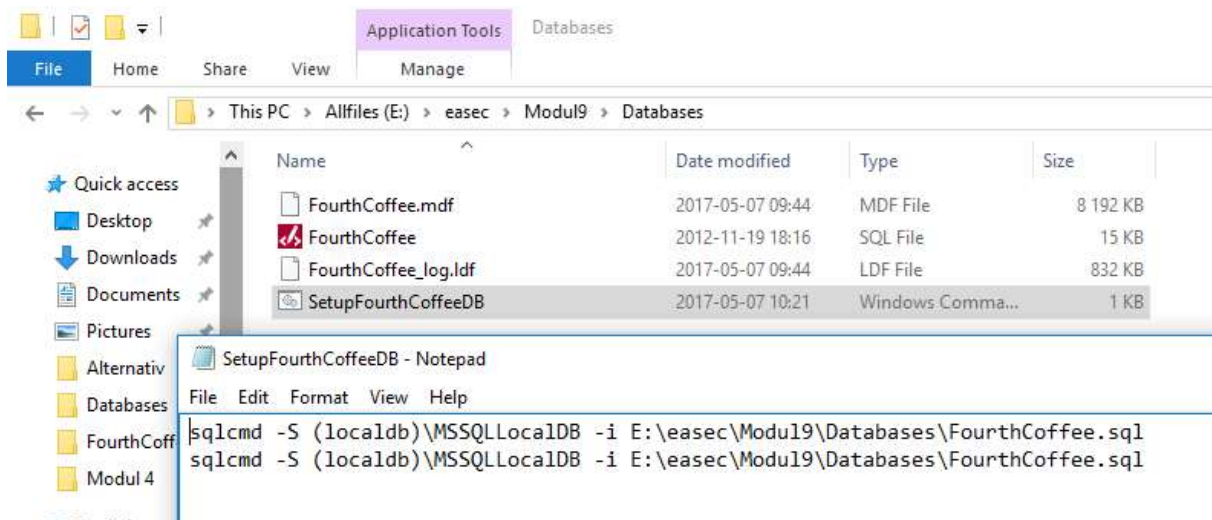 Application Tools Databases
File Home Share View Manage
This PC > Allfiles (E:) > easec > Modul9 > Databases
Name Date modified Type Size
Quick access
Desktop
Downloads
Documents
Pictures
Alternativ
Databases
FourthCoff
Modul 4
FourthCoffee.mdf 2017-05-07 09:44 MDF File 8 192 KB
FourthCoffee 2012-11-19 18:16 SQL File 15 KB
FourthCoffee_log.ldf 2017-05-07 09:44 LDF File 832 KB
SetupFourthCoffeeDB 2017-05-07 10:21 Windows Comma... 1 KB
SetupFourthCoffeeDB - Notepad
File Edit Format View Help
sqlcmd -S (localdb)\MSSQLLocalDB -i E:\easec\Modul9\Databases\FourthCoffee.sql
sqlcmd -S (localdb)\MSSQLLocalDB -i E:\easec\Modul9\Databases\FourthCoffee.sql